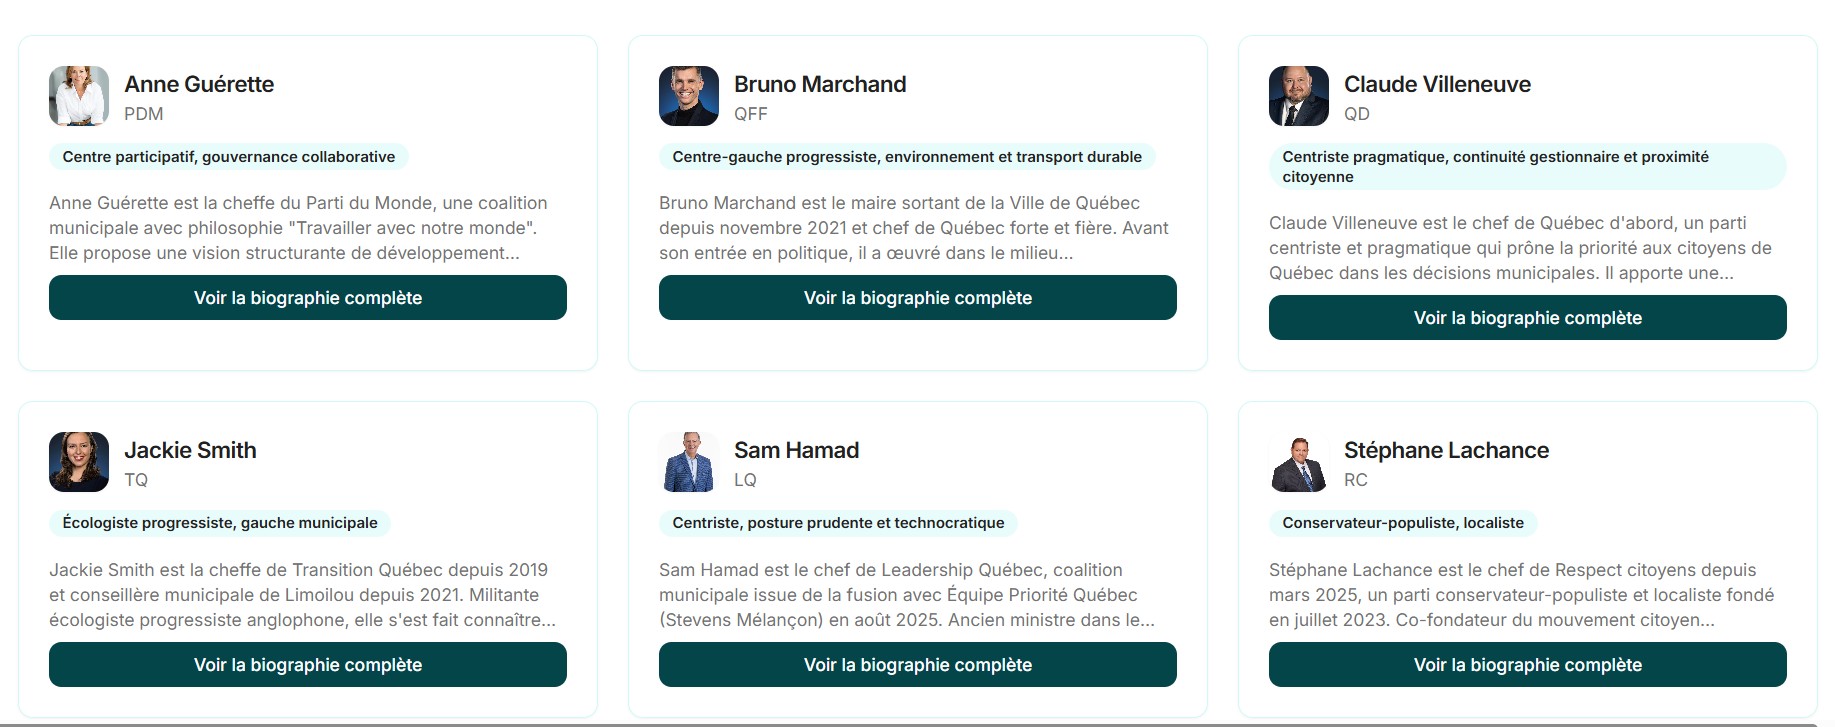 Anne Guérette
PDM
Centre participatif, gouvernance collaborative
Anne Guérette est la cheffe du Parti du Monde, une coalition
municipale avec philosophie "Travailler avec notre monde".
Elle propose une vision structurante de développement...
Voir la biographie complète
Bruno Marchand
QFF
Centre-gauche progressiste, environnement et transport durable
Bruno Marchand est le maire sortant de la Ville de Québec
depuis novembre 2021 et chef de Québec forte et fière. Avant
son entrée en politique, il a œuvré dans le milieu...
Voir la biographie complète
Claude Villeneuve
QD
Centriste pragmatique, continuité gestionnaire et proximité
citoyenne
Claude Villeneuve est le chef de Québec d'abord, un parti
centriste et pragmatique qui prône la priorité aux citoyens de
Québec dans les décisions municipales. Il apporte une...
Voir la biographie complète
Jackie Smith
TQ
Écologiste progressiste, gauche municipale
Jackie Smith est la cheffe de Transition Québec depuis 2019
et conseillère municipale de Limoilou depuis 2021. Militante
écologiste progressiste anglophone, elle s'est fait connaître...
Voir la biographie complète
Sam Hamad
LQ
Centriste, posture prudente et technocratique
Sam Hamad est le chef de Leadership Québec, coalition
municipale issue de la fusion avec Équipe Priorité Québec
(Stevens Mélançon) en août 2025. Ancien ministre dans le...
Voir la biographie complète
Stéphane Lachance
RC
Conservateur-populiste, localiste
Stéphane Lachance est le chef de Respect citoyens depuis
mars 2025, un parti conservateur-populiste et localiste fondé
en juillet 2023. Co-fondateur du mouvement citoyen...
Voir la biographie complète